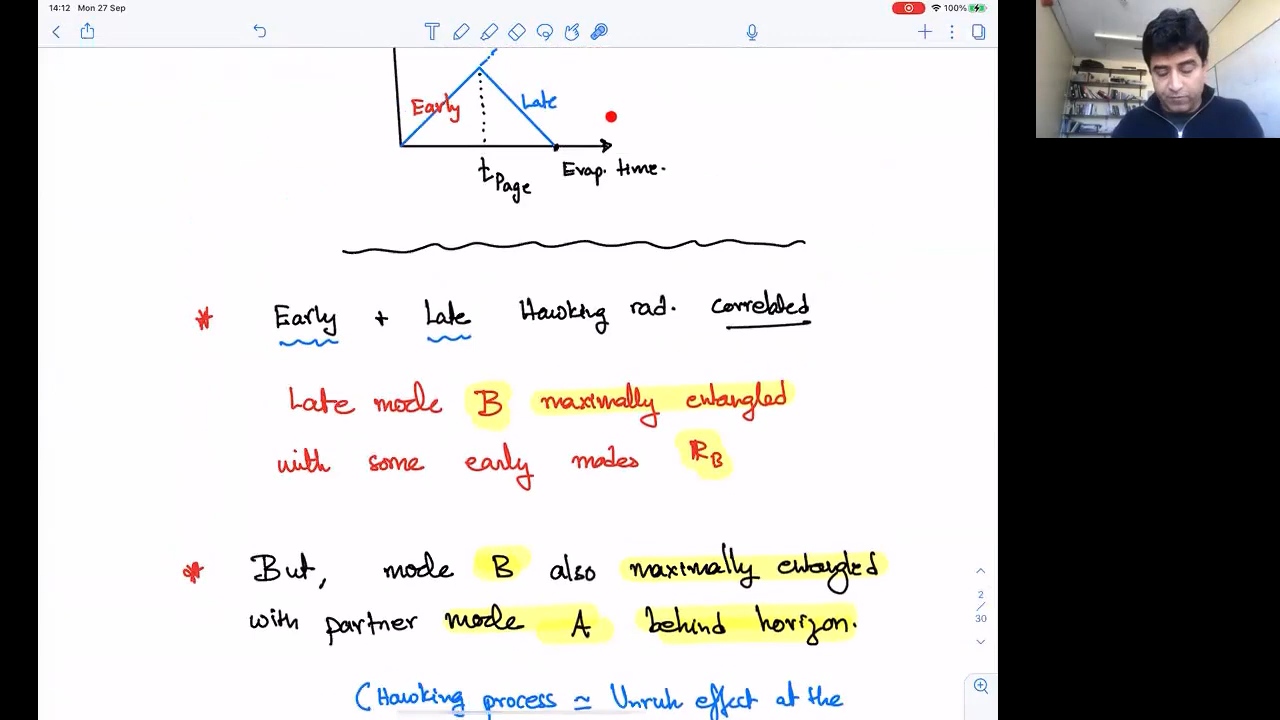 14:12 Mon 27 Sep
100%
Early
Late
t Page
Evap. time.
* Early + Late Hawking rad. correlated
Late mode B maximally entangled
with some early modes R_B
* But, mode B also maximally entangled
with partner mode A behind horizon.
(Hawking process ≃ Unruh effect at the
2
/
30